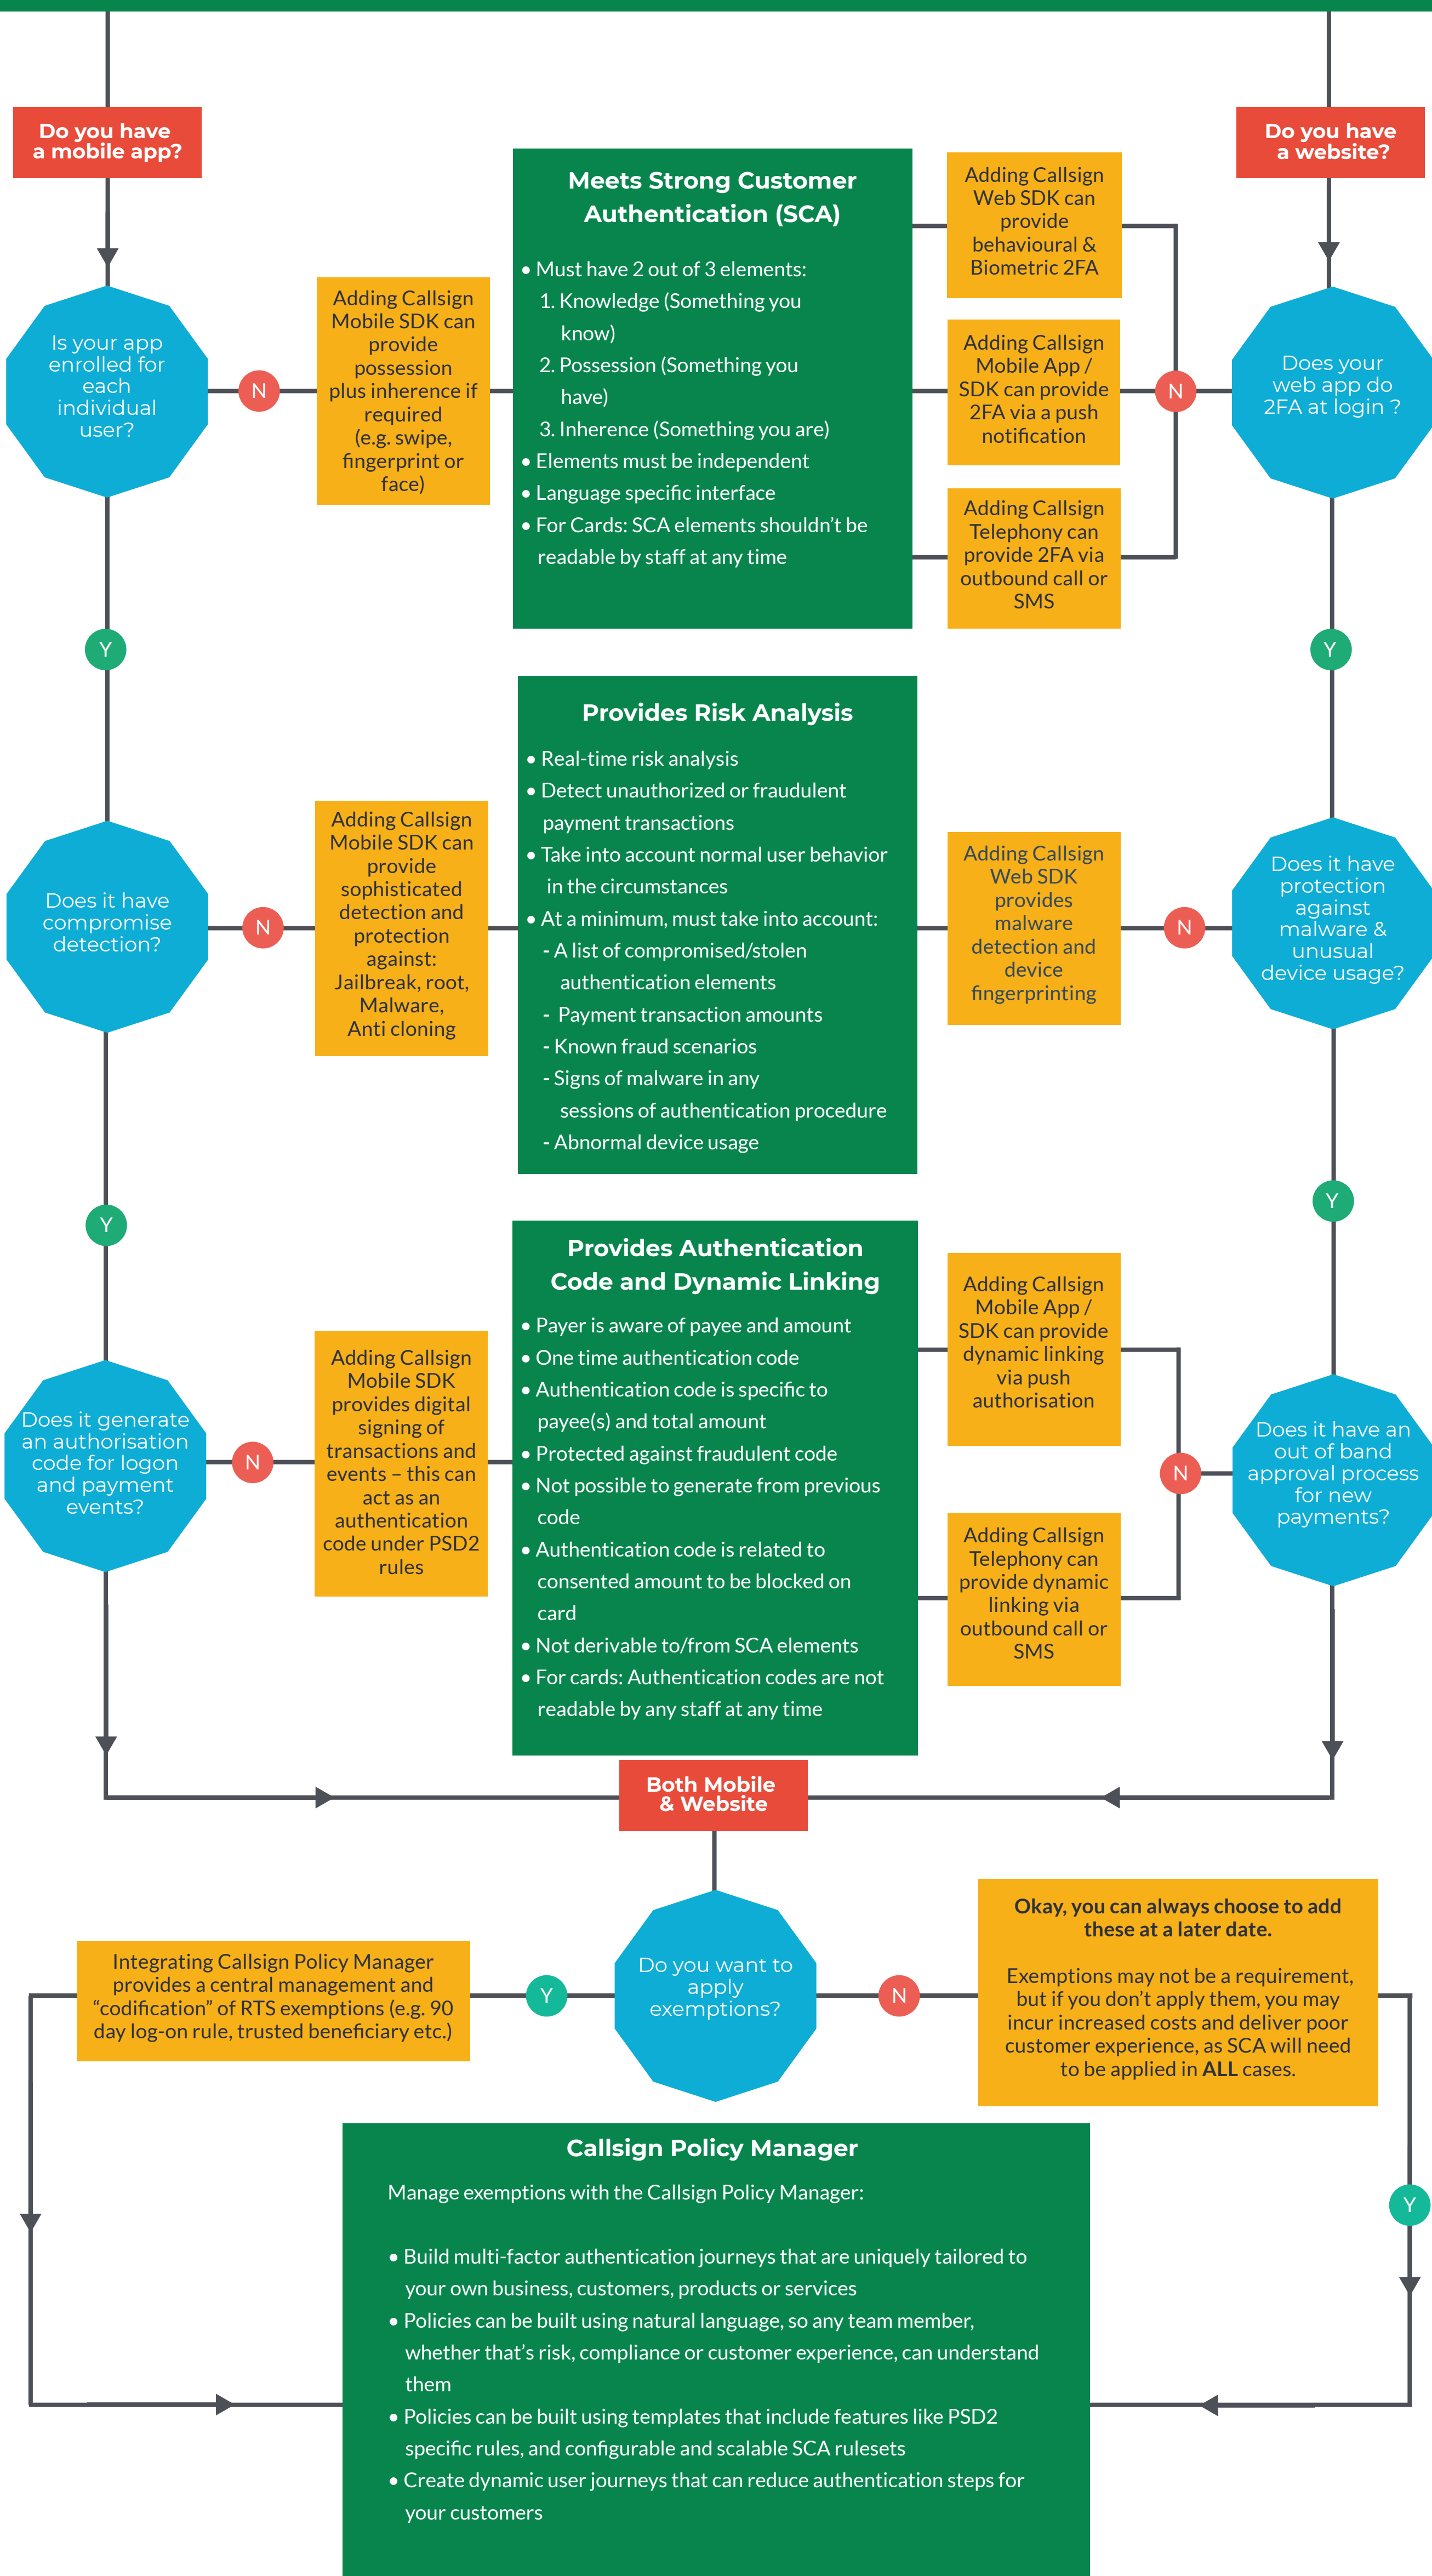 Do you have
a mobile app?
Do you have
a website?
Is your app
enrolled for
each
individual
user?
N
Adding Callsign
Mobile SDK can
provide
possession
plus inherence if
required
(e.g. swipe,
fingerprint or
face)
Meets Strong Customer
Authentication (SCA)
• Must have 2 out of 3 elements:
1. Knowledge (Something you
know)
2. Possession (Something you
have)
3. Inherence (Something you are)
• Elements must be independent
• Language specific interface
• For Cards: SCA elements shouldn't be
readable by staff at any time
Adding Callsign
Web SDK can
provide
behavioural &
Biometric 2FA
Adding Callsign
Mobile App /
SDK can provide
2FA via a push
notification
Adding Callsign
Telephony can
provide 2FA via
outbound call or
SMS
N
Does your
web app do
2FA at login ?
Y
Y
Does it have
compromise
detection?
N
Adding Callsign
Mobile SDK can
provide
sophisticated
detection and
protection
against:
Jailbreak, root,
Malware,
Anti cloning
Provides Risk Analysis
• Real-time risk analysis
• Detect unauthorized or fraudulent
payment transactions
• Take into account normal user behavior
in the circumstances
• At a minimum, must take into account:
- A list of compromised/stolen
authentication elements
- Payment transaction amounts
- Known fraud scenarios
- Signs of malware in any
sessions of authentication procedure
- Abnormal device usage
Adding Callsign
Web SDK
provides
malware
detection and
device
fingerprinting
N
Does it have
protection
against
malware &
unusual
device usage?
Y
Y
Does it generate
an authorisation
code for logon
and payment
events?
N
Adding Callsign
Mobile SDK
provides digital
signing of
transactions and
events – this can
act as an
authentication
code under PSD2
rules
Provides Authentication
Code and Dynamic Linking
• Payer is aware of payee and amount
• One time authentication code
• Authentication code is specific to
payee(s) and total amount
• Protected against fraudulent code
• Not possible to generate from previous
code
• Authentication code is related to
consented amount to be blocked on
card
• Not derivable to/from SCA elements
• For cards: Authentication codes are not
readable by any staff at any time
Adding Callsign
Mobile App /
SDK can provide
dynamic linking
via push
authorisation
Adding Callsign
Telephony can
provide dynamic
linking via
outbound call or
SMS
N
Does it have an
out of band
approval process
for new
payments?
Both Mobile
& Website
Integrating Callsign Policy Manager
provides a central management and
“codification” of RTS exemptions (e.g. 90
day log-on rule, trusted beneficiary etc.)
Y
Do you want to
apply
exemptions?
N
Okay, you can always choose to add
these at a later date.
Exemptions may not be a requirement,
but if you don't apply them, you may
incur increased costs and deliver poor
customer experience, as SCA will need
to be applied in ALL cases.
Y
Callsign Policy Manager
Manage exemptions with the Callsign Policy Manager:
• Build multi-factor authentication journeys that are uniquely tailored to
your own business, customers, products or services
• Policies can be built using natural language, so any team member,
whether that's risk, compliance or customer experience, can understand
them
• Policies can be built using templates that include features like PSD2
specific rules, and configurable and scalable SCA rulesets
• Create dynamic user journeys that can reduce authentication steps for
your customers